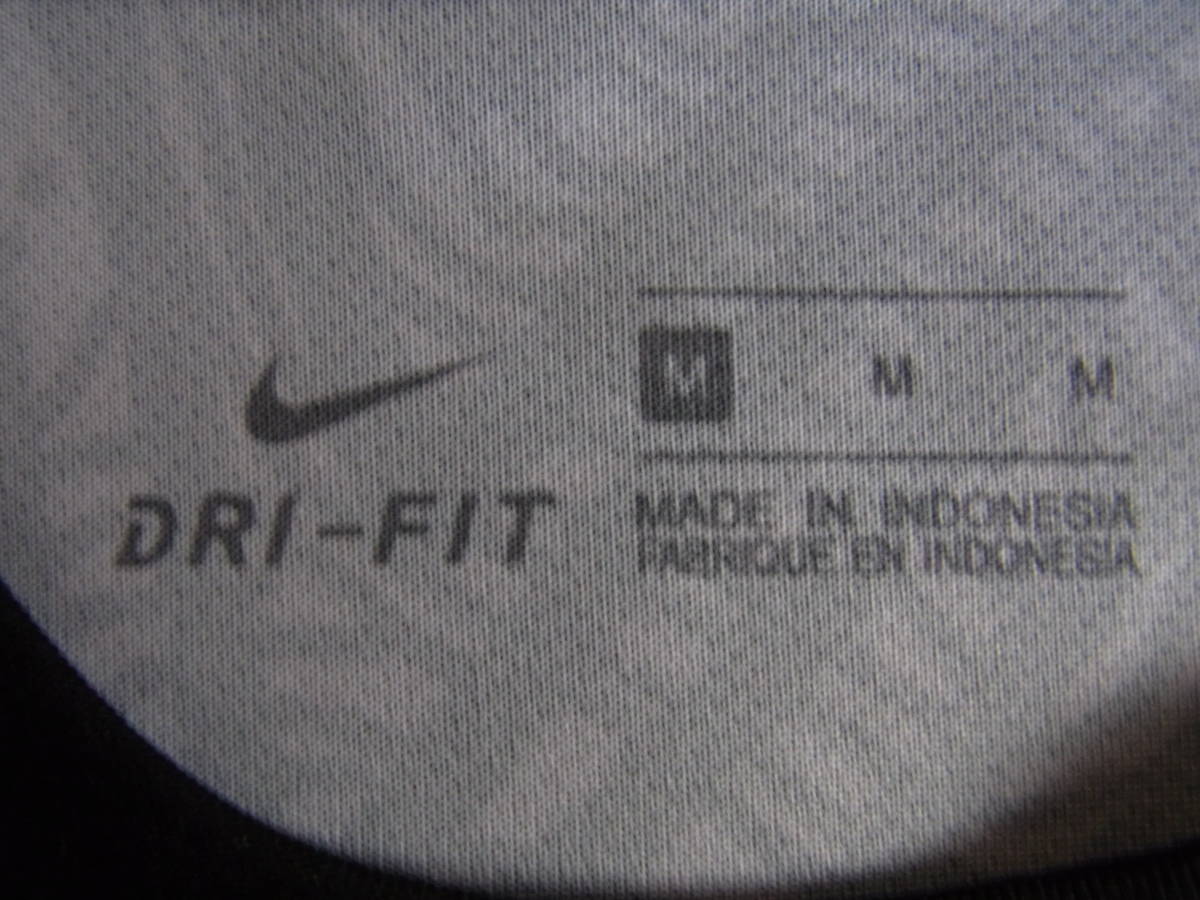 DRI-FIT
M M M
MADE IN INDONESIA
FABRIQUE EN INDONESIA